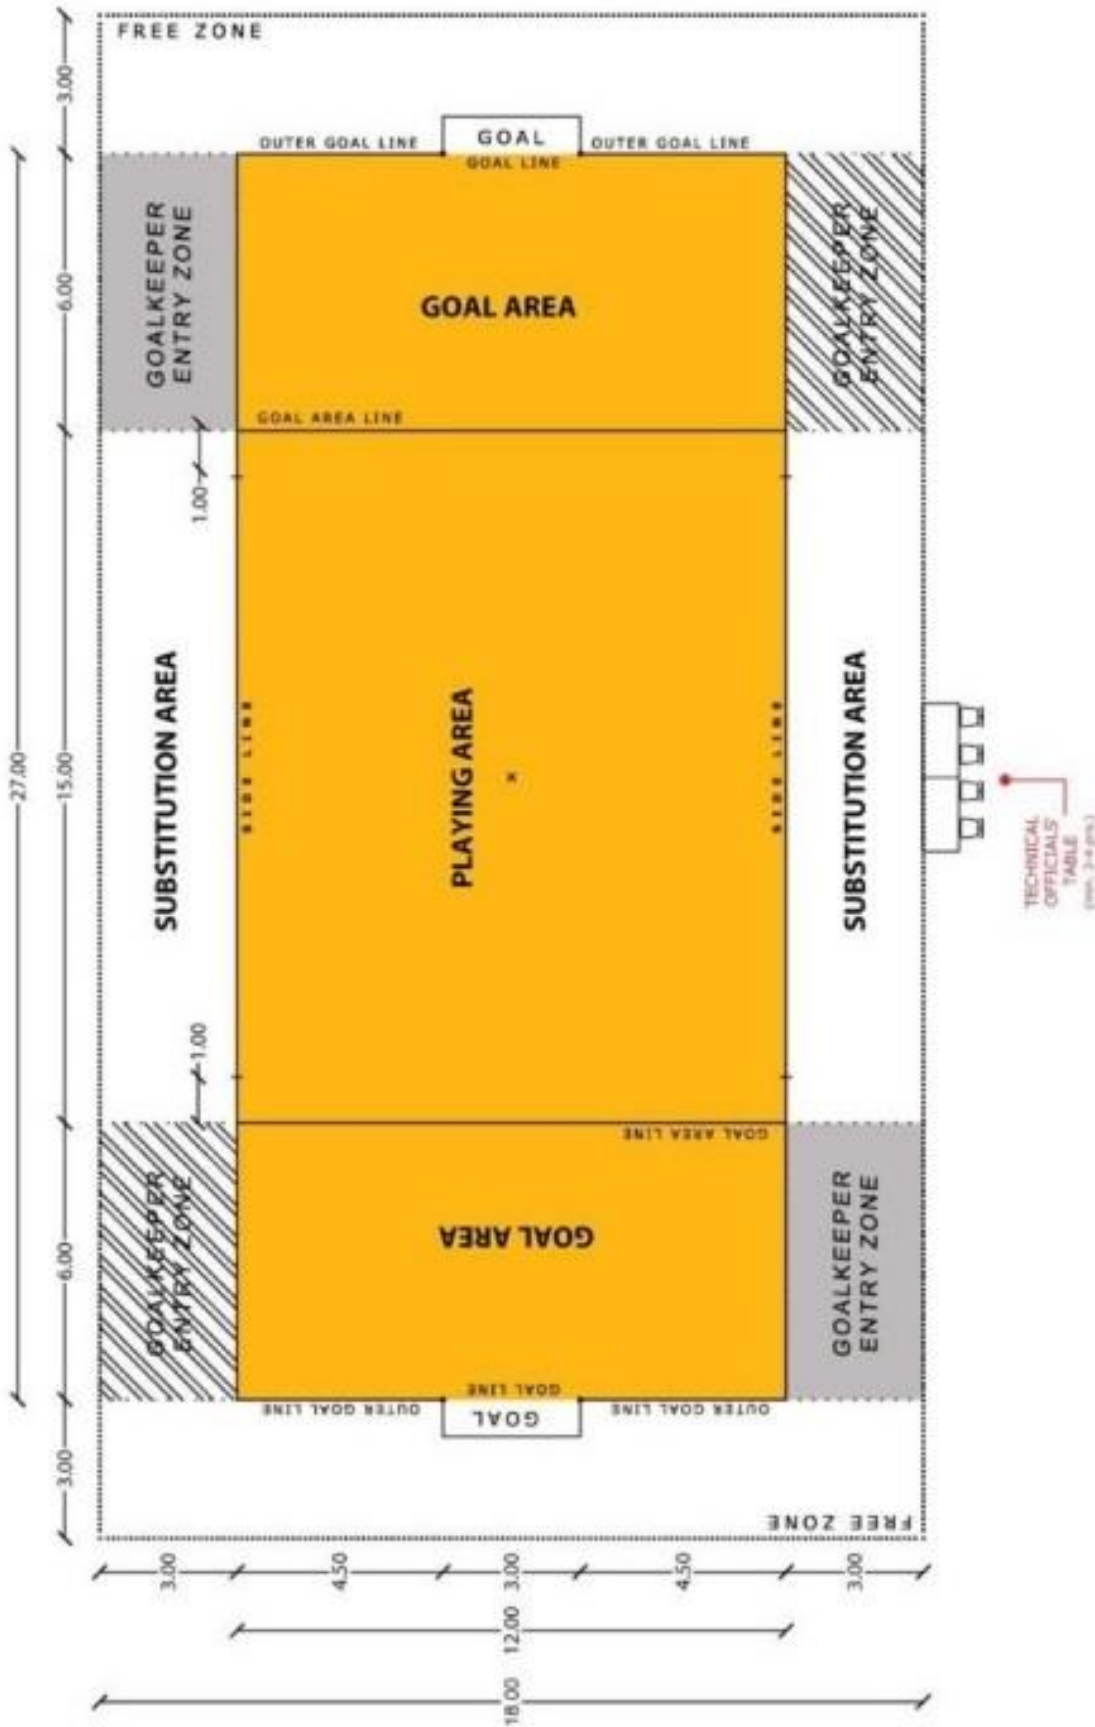 FREE ZONE
3.00
GOAL
OUTER GOAL LINE
OUTER GOAL LINE
GOAL LINE
GOALKEEPER
ENTRY ZONE
GOALKEEPER
ENTRY ZONE
6.00
GOAL AREA
GOAL AREA LINE
1.00
SUBSTITUTION AREA
SIDE LINE
PLAYING AREA
SIDE LINE
SUBSTITUTION AREA
27.00
15.00
TECHNICAL
OFFICIALS'
TABLE
1.00
GOAL AREA LINE
GOALKEEPER
ENTRY ZONE
GOALKEEPER
ENTRY ZONE
6.00
GOAL AREA
GOAL LINE
OUTER GOAL LINE
OUTER GOAL LINE
GOAL
3.00
FREE ZONE
3.00
4.50
3.00
4.50
3.00
12.00
18.00